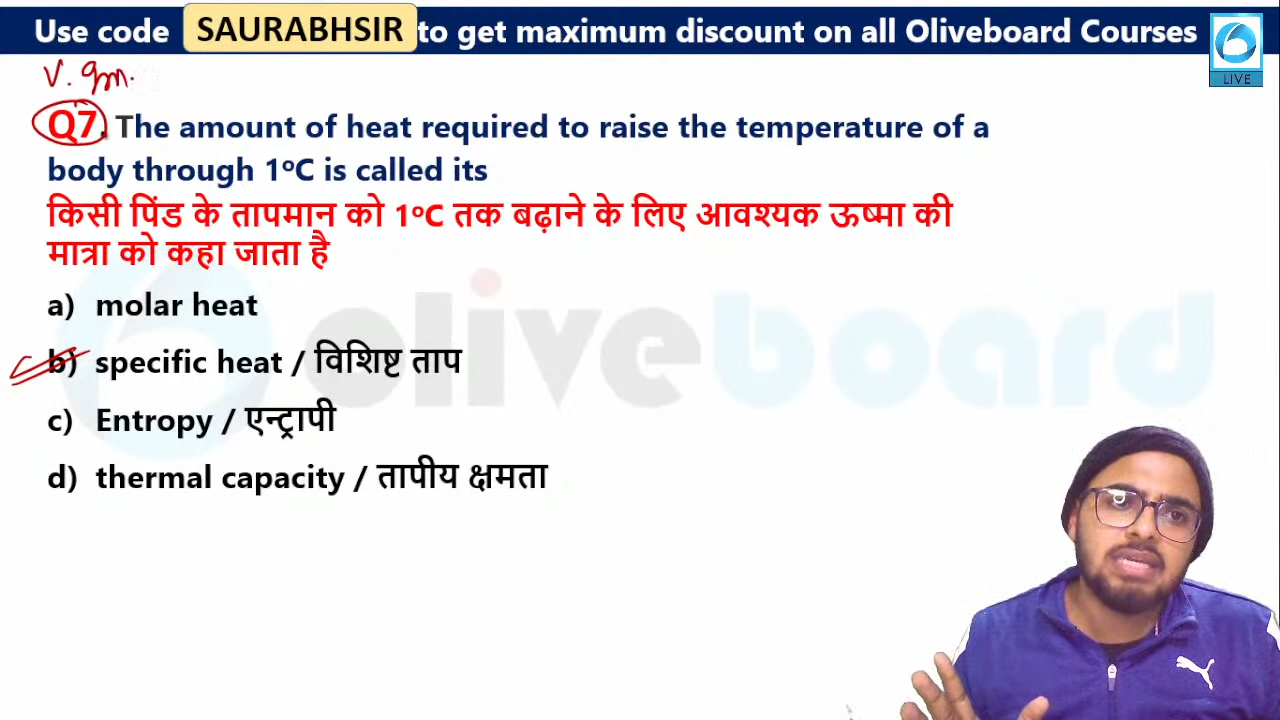 Use code SAURABHSIR to get maximum discount on all Oliveboard Courses
LIVE
V. Im.
Q7. The amount of heat required to raise the temperature of a
body through 1ºC is called its
किसी पिंड के तापमान को 1ºC तक बढ़ाने के लिए आवश्यक ऊष्मा की
मात्रा को कहा जाता है
a) molar heat
b) specific heat / विशिष्ट ताप
c) Entropy / एन्ट्रापी
d) thermal capacity / तापीय क्षमता
oliveboard